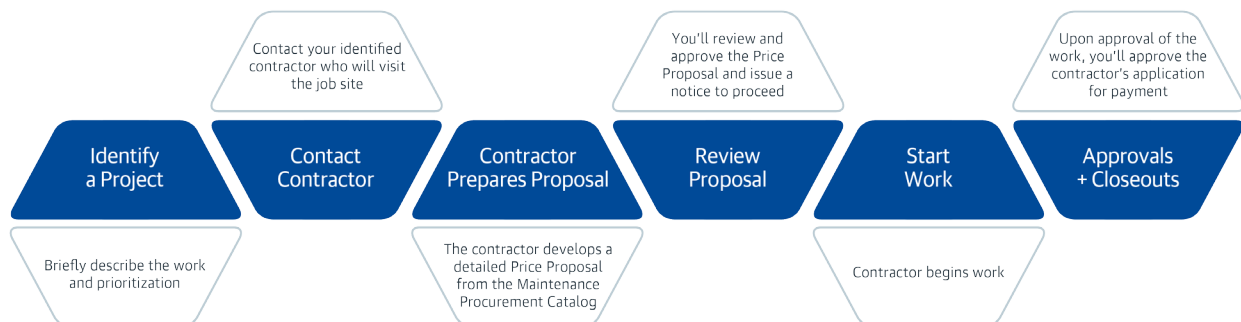 Contact your identified
contractor who will visit
the job site
You'll review and
approve the Price
Proposal and issue a
notice to proceed
Upon approval of the
work, you'll approve the
contractor's application
for payment
Identify
a Project
Contact
Contractor
Contractor
Prepares Proposal
Review
Proposal
Start
Work
Approvals
+ Closeouts
Briefly describe the work
and prioritization
The contractor develops a
detailed Price Proposal
from the Maintenance
Procurement Catalog
Contractor begins work